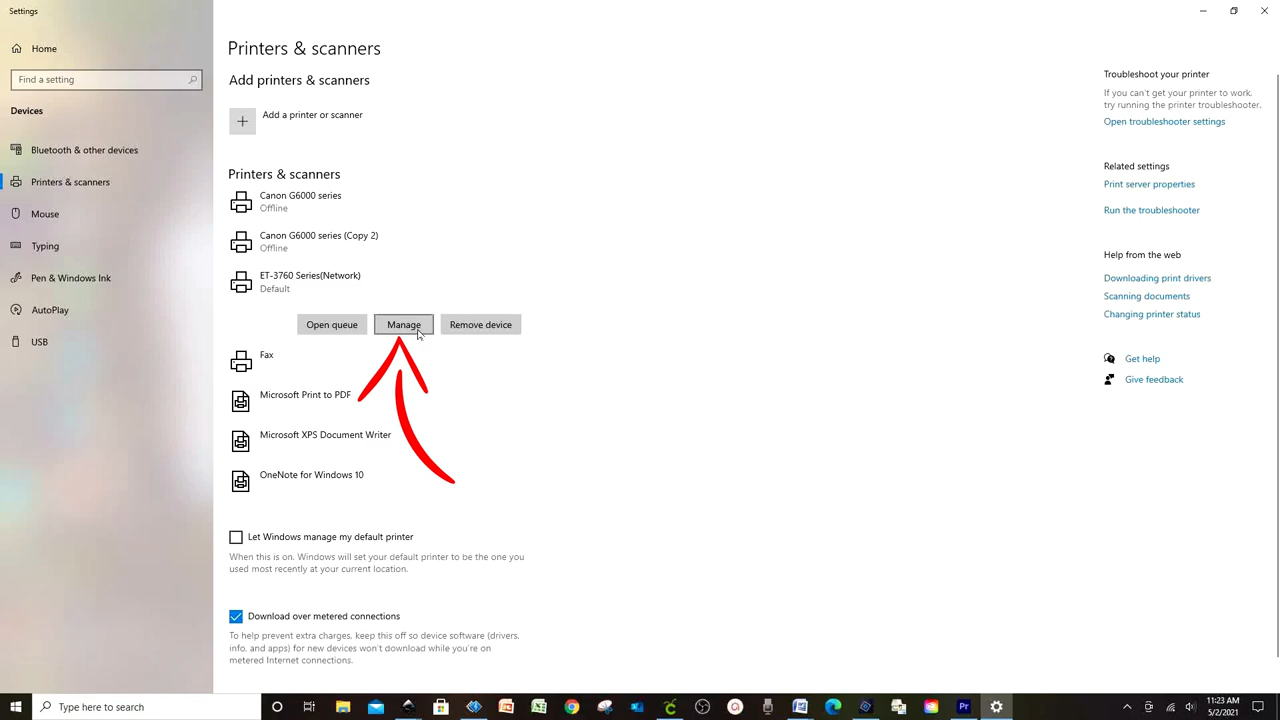 Settings
Home
Find a setting
Devices
Bluetooth & other devices
Printers & scanners
Mouse
Typing
Pen & Windows Ink
AutoPlay
USB
Printers & scanners
Add printers & scanners
Add a printer or scanner
Printers & scanners
Canon G6000 series
Offline
Canon G6000 series (Copy 2)
Offline
ET-3760 Series(Network)
Default
Open queue
Manage
Remove device
Fax
Microsoft Print to PDF
Microsoft XPS Document Writer
OneNote for Windows 10
Let Windows manage my default printer
When this is on, Windows will set your default printer to be the one you
used most recently at your current location.
Download over metered connections
To help prevent extra charges, keep this off so device software (drivers,
info, and apps) for new devices won't download while you're on
metered Internet connections.
Troubleshoot your printer
If you can't get your printer to work,
try running the printer troubleshooter.
Open troubleshooter settings
Related settings
Print server properties
Run the troubleshooter
Help from the web
Downloading print drivers
Scanning documents
Changing printer status
Get help
Give feedback
Type here to search
Pr
11:23 AM
5/2/2021